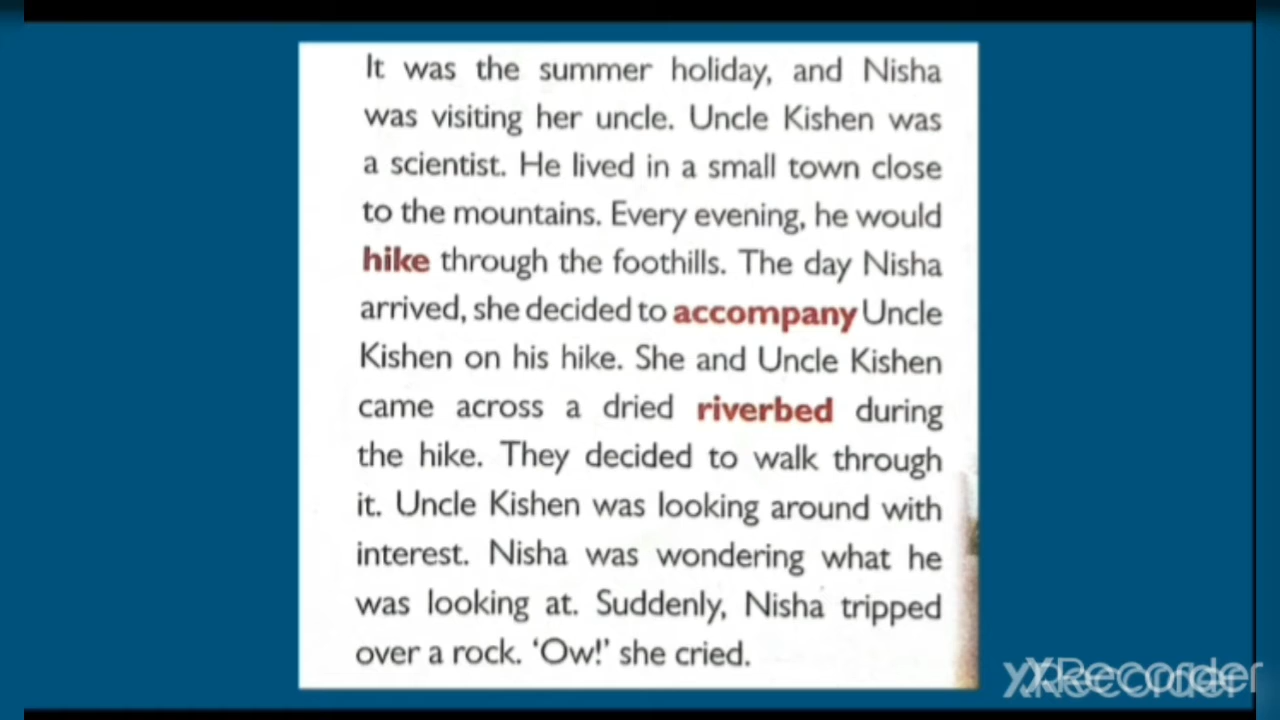 It was the summer holiday, and Nisha
was visiting her uncle. Uncle Kishen was
a scientist. He lived in a small town close
to the mountains. Every evening, he would
hike through the foothills. The day Nisha
arrived, she decided to accompany Uncle
Kishen on his hike. She and Uncle Kishen
came across a dried riverbed during
the hike. They decided to walk through
it. Uncle Kishen was looking around with
interest. Nisha was wondering what he
was looking at. Suddenly, Nisha tripped
over a rock. ‘Ow!’ she cried.
XRecorder